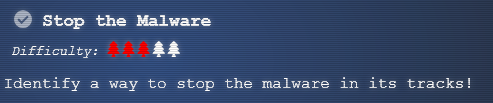 Stop the Malware
Difficulty:
Identify a way to stop the malware in its tracks!